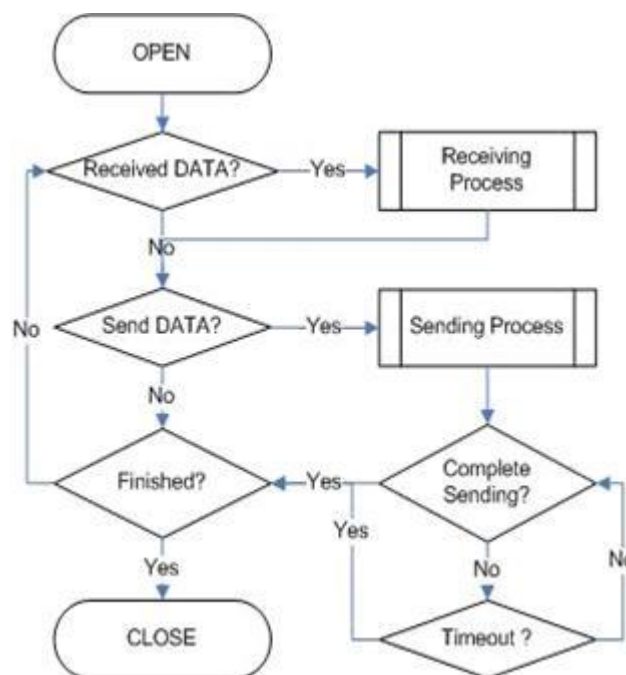 OPEN
Received DATA?
Yes
Receiving
Process
No
Send DATA?
Yes
Sending Process
No
No
Finished?
Yes
Complete
Sending?
Yes
No
No
Yes
CLOSE
Timeout ?